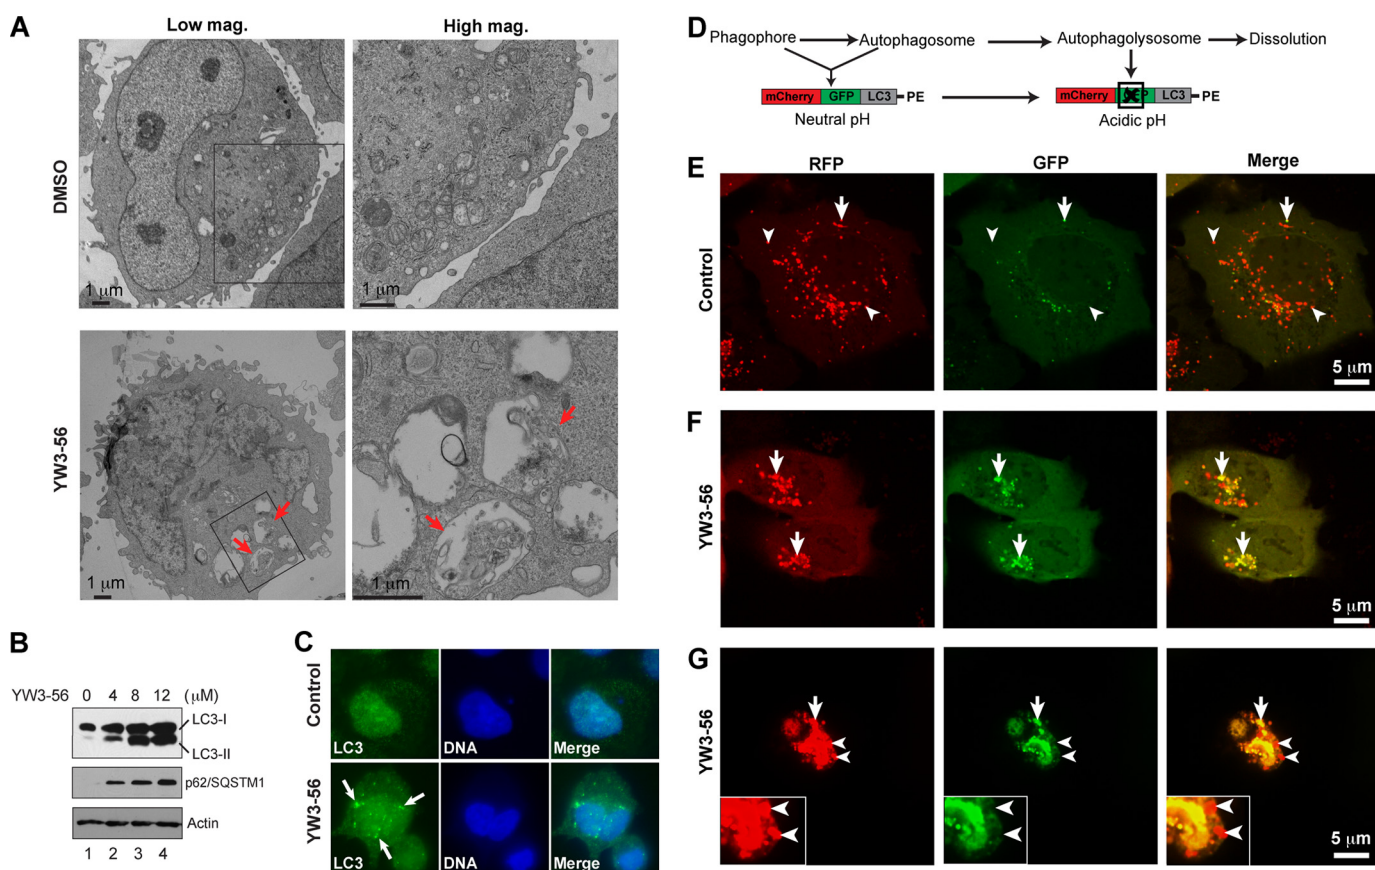 A
Low mag.
High mag.
DMSO
1 μm
1 μm
YW3-56
1 μm
1 μm
B
YW3-56 0 4 8 12 (μM)
LC3-I
LC3-II
p62/SQSTM1
Actin
1 2 3 4
C
Control
LC3
DNA
Merge
YW3-56
LC3
DNA
Merge
D
Phagophore
Autophagosome
Autophagolysosome
Dissolution
mCherry GFP LC3 PE
Neutral pH
mCherry GFP LC3 PE
Acidic pH
E
RFP
GFP
Merge
Control
5 μm
F
YW3-56
5 μm
G
YW3-56
5 μm